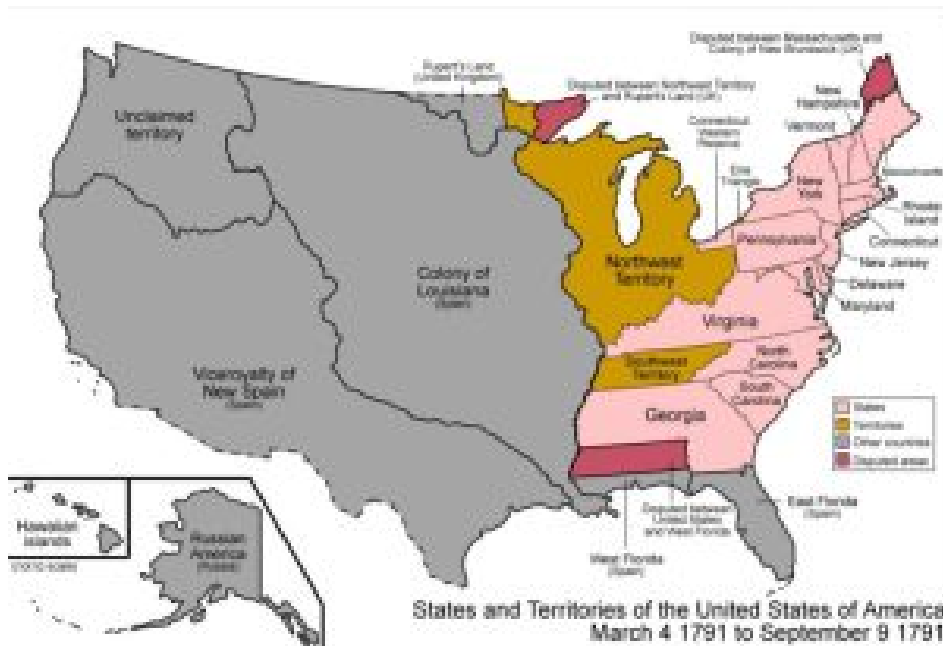 Disputed between Massachusetts and
Colony of New Brunswick (UK)
Rupert's Land
(United Kingdom)
Disputed between Northwest Territory
and Rupert's Land (UK)
New
Hampshire
Vermont
Connecticut
Western
Reserve
Erie
Triangle
Massachusetts
Rhode
Island
Connecticut
New Jersey
Delaware
Maryland
Unclaimed
territory
New
York
Pennsylvania
Northwest
Territory
Colony of
Louisiana
(Spain)
Virginia
Southwest
Territory
North
Carolina
South
Carolina
Viceroyalty of
New Spain
(Spain)
Georgia
States
Territories
Other countries
Disputed areas
East Florida
(Spain)
Disputed between
United States
and West Florida
West Florida
(Spain)
Hawaiian
Islands
(not to scale)
Russian
America
(Russia)
States and Territories of the United States of America
March 4 1791 to September 9 1791